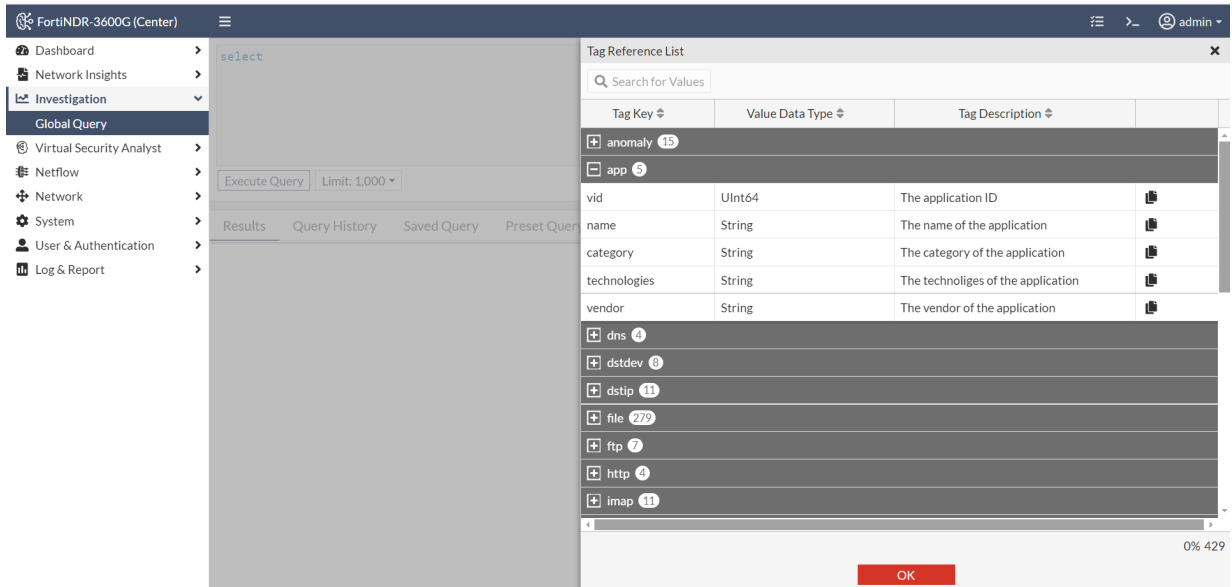 FortiNDR-3600G (Center)
admin
Dashboard
Network Insights
Investigation
Global Query
Virtual Security Analyst
Netflow
Network
System
User & Authentication
Log & Report
select
Execute Query Limit: 1,000
Results Query History Saved Query Preset Quer
Tag Reference List
Search for Values
Tag Key Value Data Type Tag Description
anomaly 15
app 5
vid UInt64 The application ID
name String The name of the application
category String The category of the application
technologies String The technoliges of the application
vendor String The vendor of the application
dns 4
dstdev 8
dstip 11
file 279
ftp 7
http 4
imap 11
0% 429
OK